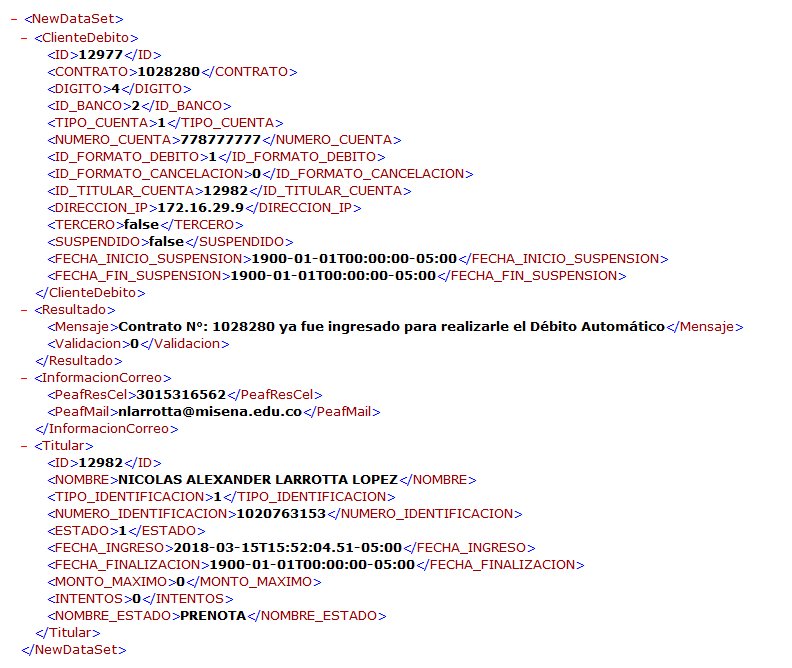 − <NewDataSet>
− <ClienteDebito>
<ID>12977</ID>
<CONTRATO>1028280</CONTRATO>
<DIGITO>4</DIGITO>
<ID_BANCO>2</ID_BANCO>
<TIPO_CUENTA>1</TIPO_CUENTA>
<NUMERO_CUENTA>778777777</NUMERO_CUENTA>
<ID_FORMATO_DEBITO>1</ID_FORMATO_DEBITO>
<ID_FORMATO_CANCELACION>0</ID_FORMATO_CANCELACION>
<ID_TITULAR_CUENTA>12982</ID_TITULAR_CUENTA>
<DIRECCION_IP>172.16.29.9</DIRECCION_IP>
<TERCERO>false</TERCERO>
<SUSPENDIDO>false</SUSPENDIDO>
<FECHA_INICIO_SUSPENSION>1900-01-01T00:00:00-05:00</FECHA_INICIO_SUSPENSION>
<FECHA_FIN_SUSPENSION>1900-01-01T00:00:00-05:00</FECHA_FIN_SUSPENSION>
</ClienteDebito>
− <Resultado>
<Mensaje>Contrato Nº: 1028280 ya fue ingresado para realizarle el Débito Automático</Mensaje>
<Validacion>0</Validacion>
</Resultado>
− <InformacionCorreo>
<PeafResCel>3015316562</PeafResCel>
<PeafMail>nlarrotta@misena.edu.co</PeafMail>
</InformacionCorreo>
− <Titular>
<ID>12982</ID>
<NOMBRE>NICOLAS ALEXANDER LARROTTA LOPEZ</NOMBRE>
<TIPO_IDENTIFICACION>1</TIPO_IDENTIFICACION>
<NUMERO_IDENTIFICACION>1020763153</NUMERO_IDENTIFICACION>
<ESTADO>1</ESTADO>
<FECHA_INGRESO>2018-03-15T15:52:04.51-05:00</FECHA_INGRESO>
<FECHA_FINALIZACION>1900-01-01T00:00:00-05:00</FECHA_FINALIZACION>
<MONTO_MAXIMO>0</MONTO_MAXIMO>
<INTENTOS>0</INTENTOS>
<NOMBRE_ESTADO>PRENOTA</NOMBRE_ESTADO>
</Titular>
</NewDataSet>